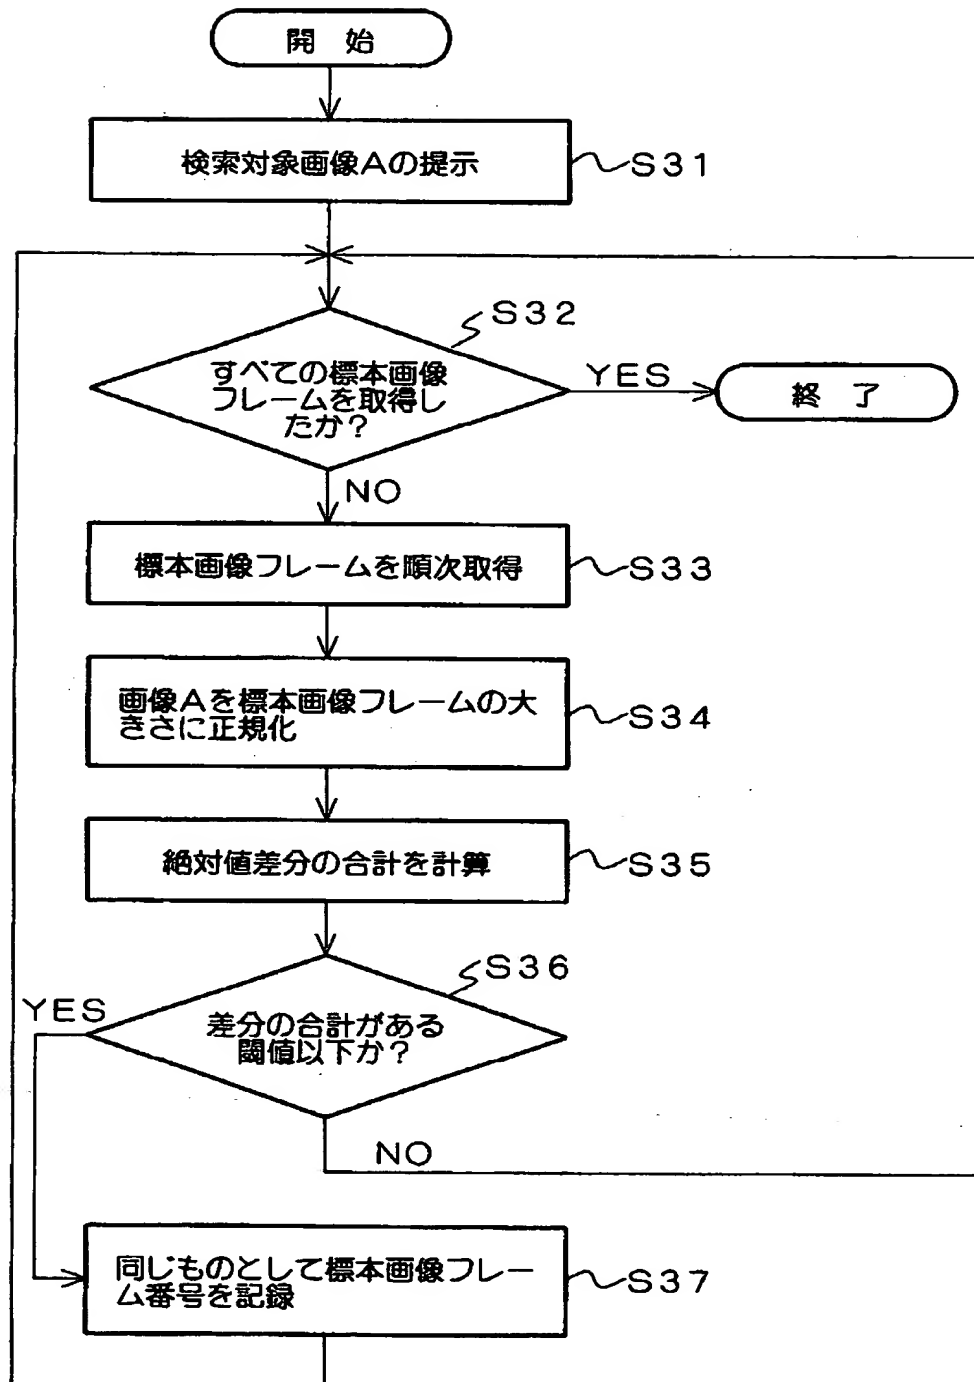 開 始
検索対象画像Aの提示
S31
S32
すべての標本画像
フレームを取得し
たか？
YES
終 了
NO
標本画像フレームを順次取得
S33
画像Aを標本画像フレームの大
きさに正規化
S34
絶対値差分の合計を計算
S35
S36
YES
差分の合計がある
閾値以下か？
NO
同じものとして標本画像フレー
ム番号を記録
S37